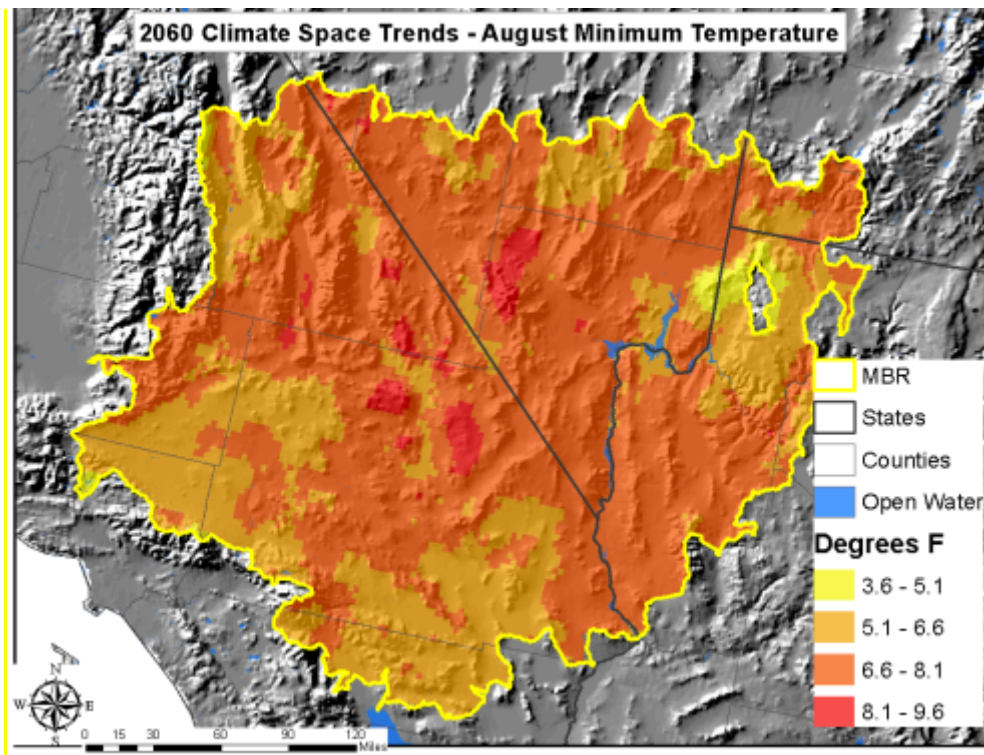 2060 Climate Space Trends - August Minimum Temperature
MBR
States
Counties
Open Water
Degrees F
3.6 - 5.1
5.1 - 6.6
6.6 - 8.1
8.1 - 9.6
N
W E
S
0 15 30 60 90 120
Miles